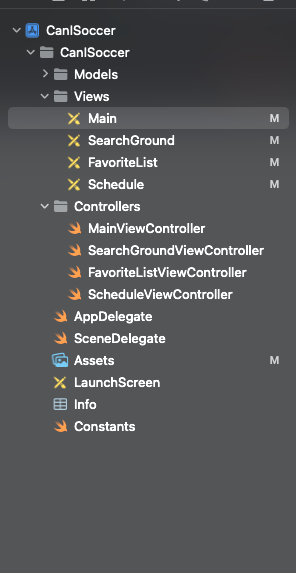 CanISoccer
CanISoccer
Models
Views
Main M
SearchGround M
FavoriteList M
Schedule M
Controllers
MainViewController
SearchGroundViewController
FavoriteListViewController
ScheduleViewController
AppDelegate
SceneDelegate
Assets M
LaunchScreen
Info
Constants